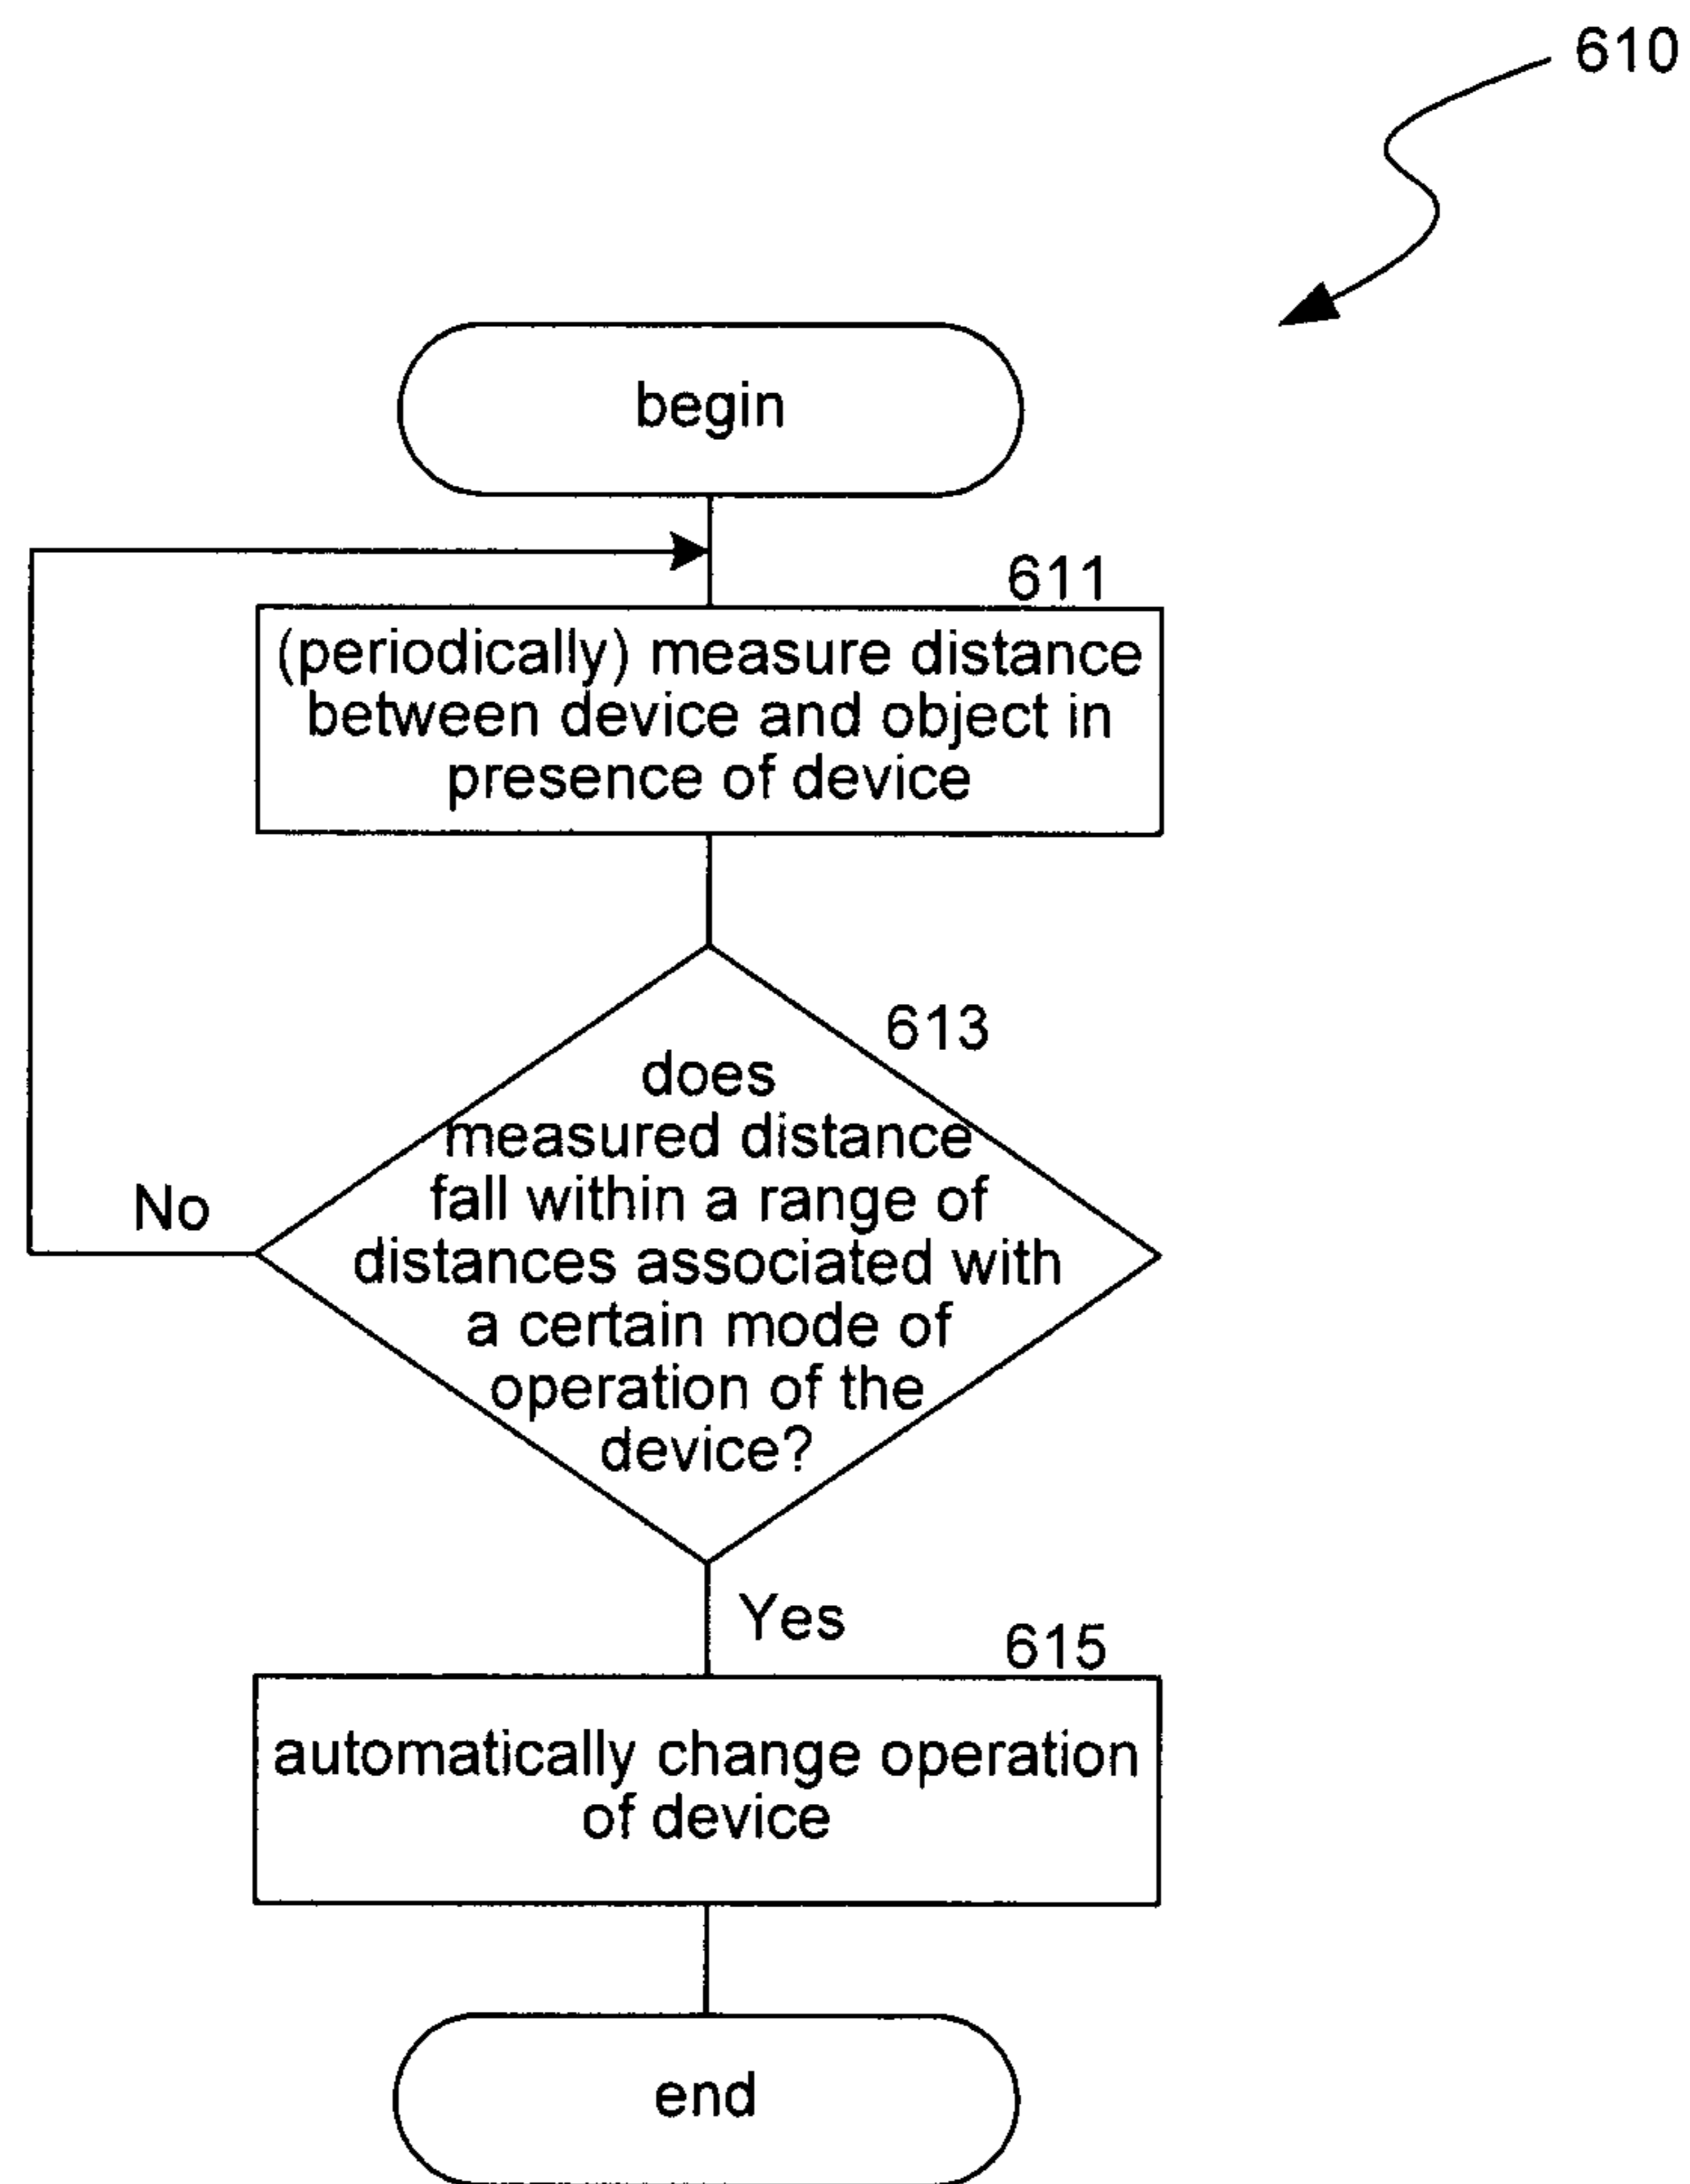 610
begin
611
(periodically) measure distance
between device and object in
presence of device
613
does
measured distance
fall within a range of
distances associated with
a certain mode of
operation of the
device?
No
Yes
615
automatically change operation
of device
end